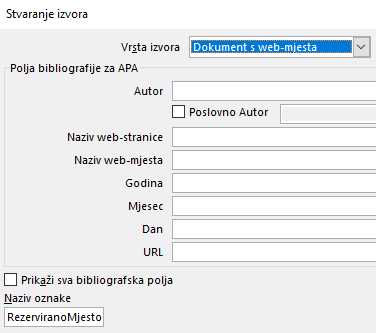 Stvaranje izvora
Vrsta izvora Dokument s web-mjesta
Polja bibliografije za APA
Autor
Poslovno Autor
Naziv web-stranice
Naziv web-mjesta
Godina
Mjesec
Dan
URL
Prikaži sva bibliografska polja
Naziv oznake
RezerviranoMjesto